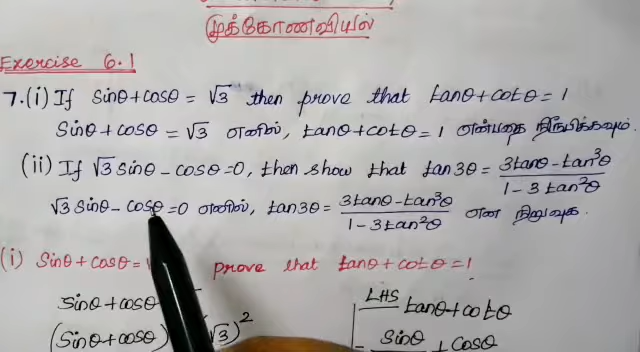 முக்கோணவியல்
Exercise 6.1
7.(i) If Sinθ+cosθ = √3 then prove that tanθ+cotθ = 1
Sinθ+cosθ = √3 எனில், tanθ+cotθ = 1 என்பதை நிரூபிக்கவும்.
(ii) If √3 Sinθ - cosθ=0, then show that tan3θ = (3tanθ-tan³θ)/(1-3tan²θ)
√3 Sinθ - cosθ=0 எனில், tan3θ = (3tanθ-tan³θ)/(1-3tan²θ) என நிறுவுக.
(i) Sinθ+cosθ= prove that tanθ+cotθ=1
Sinθ+cosθ LHS tanθ+cotθ
(Sinθ+cosθ) √3)² Sinθ + Cosθ